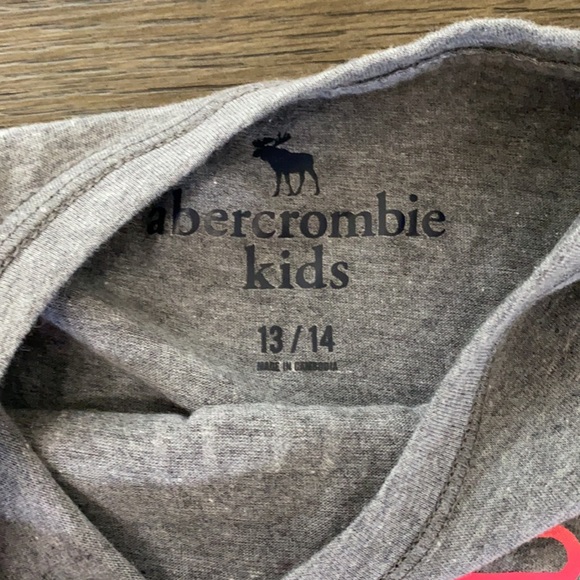 abercrombie
kids
13 / 14
MADE IN CAMBODIA